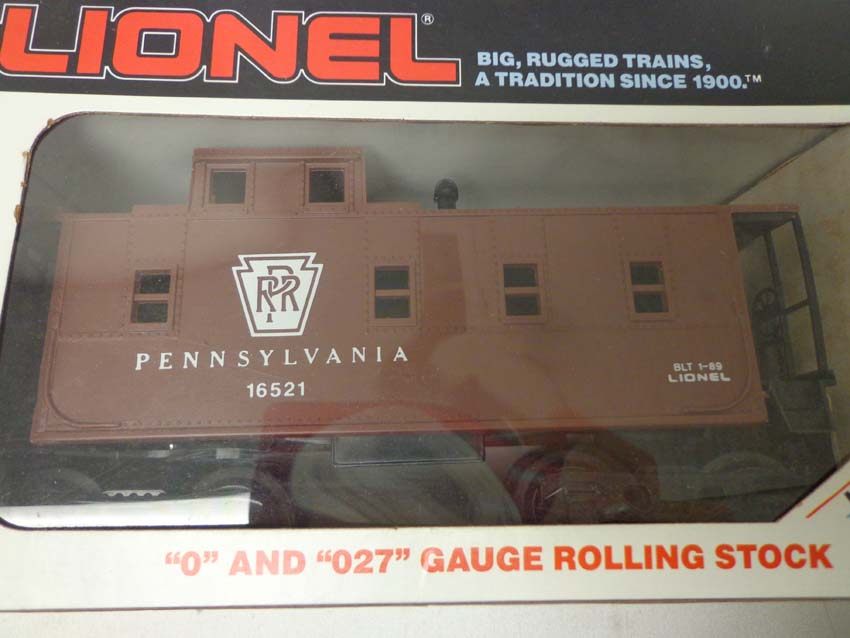 LIONEL®
BIG, RUGGED TRAINS,
A TRADITION SINCE 1900.™
PRR
PENNSYLVANIA
16521
BLT 1-89
LIONEL
"O" AND "027" GAUGE ROLLING STOCK